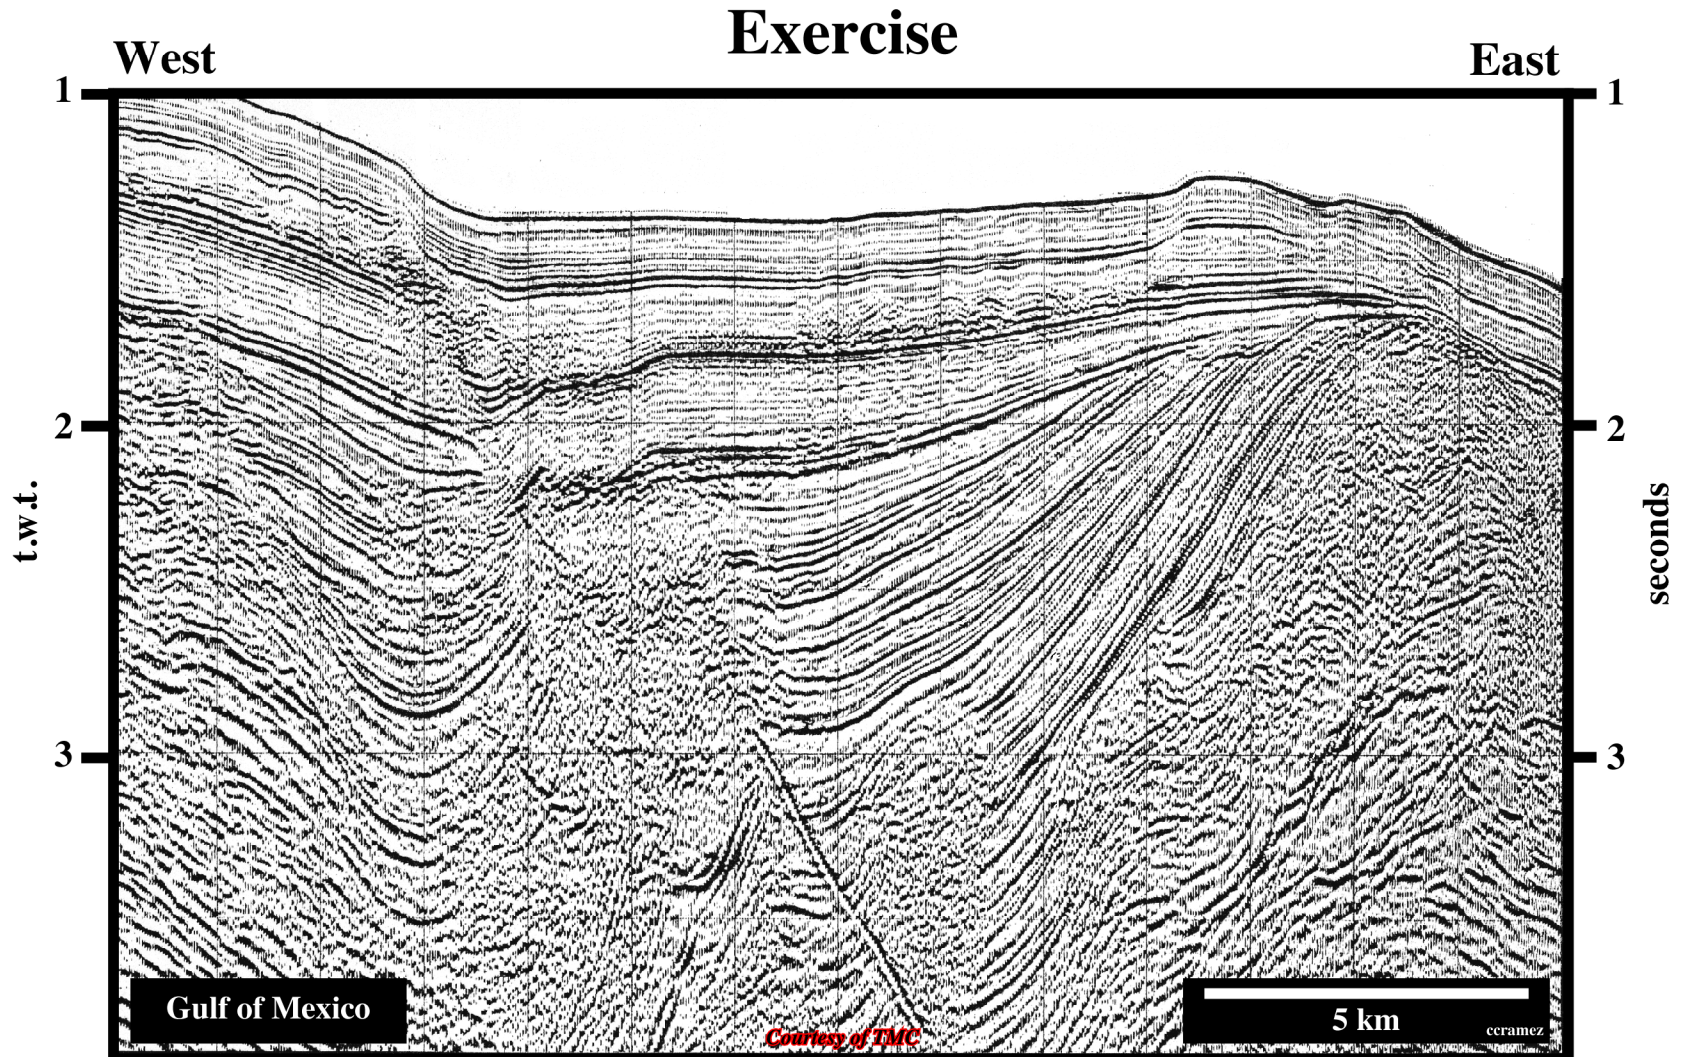 Exercise
West
East
1
1
2
2
t.w.t.
seconds
3
3
Gulf of Mexico
5 km
ccramez
Courtesy of TMC